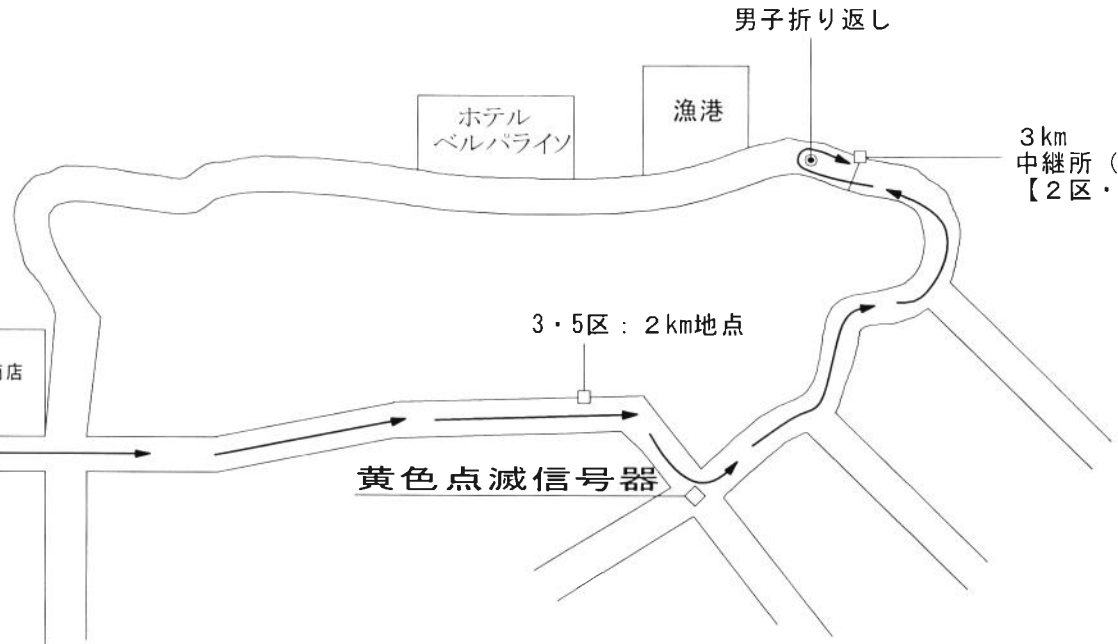 男子折り返し
ホテル
ベルパライソ
漁港
3km
中継所（
【2区・
3・5区：2km地点
店
黄色点滅信号器